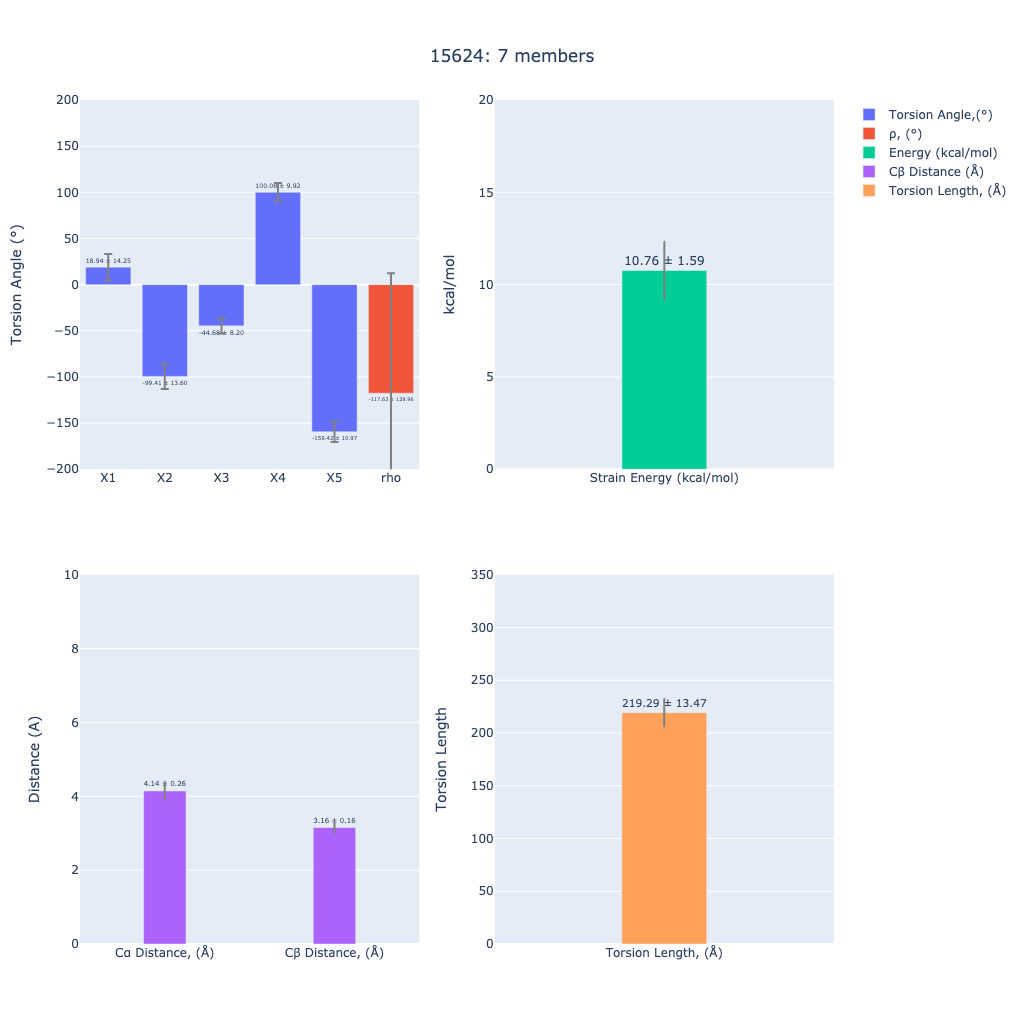 15624: 7 members
Torsion Angle (°)
200
150
100
50
0
−50
−100
−150
−200
18.94 ± 14.25
-99.41 ± 13.60
-44.68 ± 8.20
100.08 ± 9.92
-159.42 ± 10.97
-117.63 ± 129.96
X1 X2 X3 X4 X5 rho
kcal/mol
20
15
10
5
0
10.76 ± 1.59
Strain Energy (kcal/mol)
Torsion Angle,(°)
ρ, (°)
Energy (kcal/mol)
Cβ Distance (Å)
Torsion Length, (Å)
Distance (A)
10
8
6
4
2
0
4.14 ± 0.26
3.16 ± 0.16
Cα Distance, (Å) Cβ Distance, (Å)
Torsion Length
350
300
250
200
150
100
50
0
219.29 ± 13.47
Torsion Length, (Å)